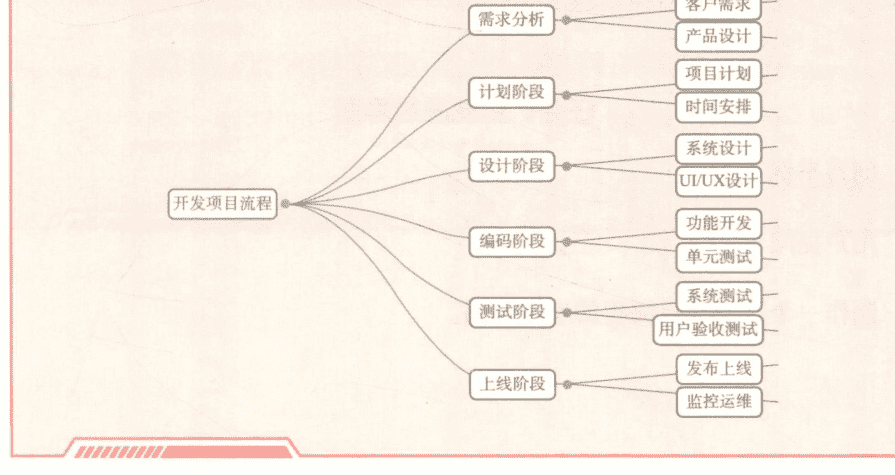 需求分析
客户需求
产品设计
计划阶段
项目计划
时间安排
设计阶段
系统设计
UI/UX设计
开发项目流程
编码阶段
功能开发
单元测试
测试阶段
系统测试
用户验收测试
上线阶段
发布上线
监控运维